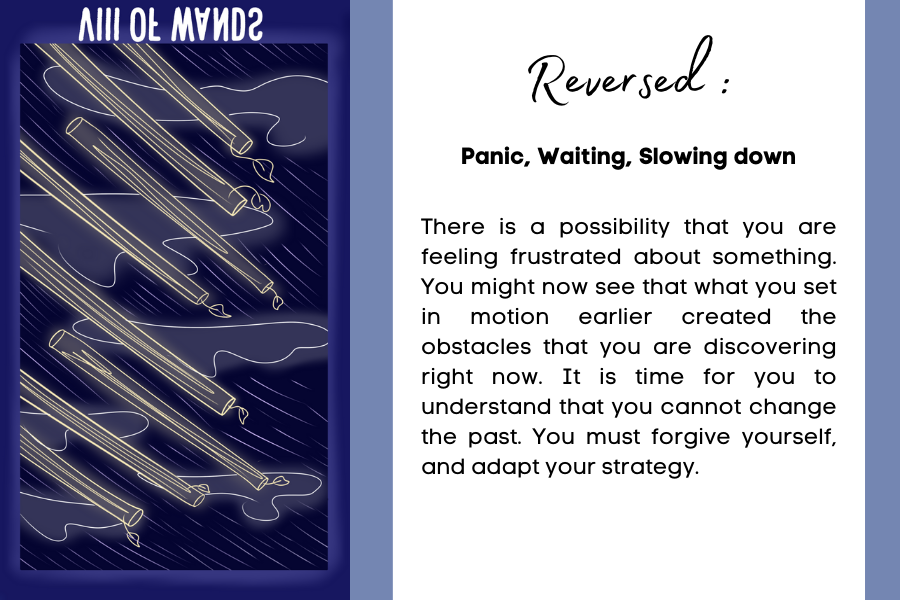 VIII OF WANDS
Reversed :
Panic, Waiting, Slowing down
There is a possibility that you are
feeling frustrated about something.
You might now see that what you set
in motion earlier created the
obstacles that you are discovering
right now. It is time for you to
understand that you cannot change
the past. You must forgive yourself,
and adapt your strategy.